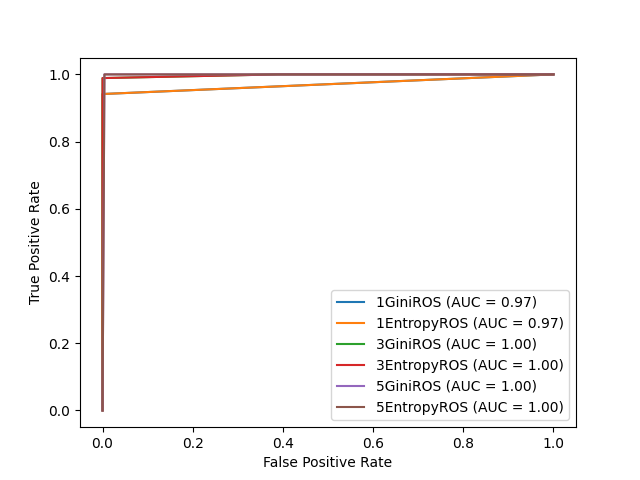 1.0
0.8
0.6
0.4
0.2
0.0
True Positive Rate
1GiniROS (AUC = 0.97)
1EntropyROS (AUC = 0.97)
3GiniROS (AUC = 1.00)
3EntropyROS (AUC = 1.00)
5GiniROS (AUC = 1.00)
5EntropyROS (AUC = 1.00)
0.0 0.2 0.4 0.6 0.8 1.0
False Positive Rate